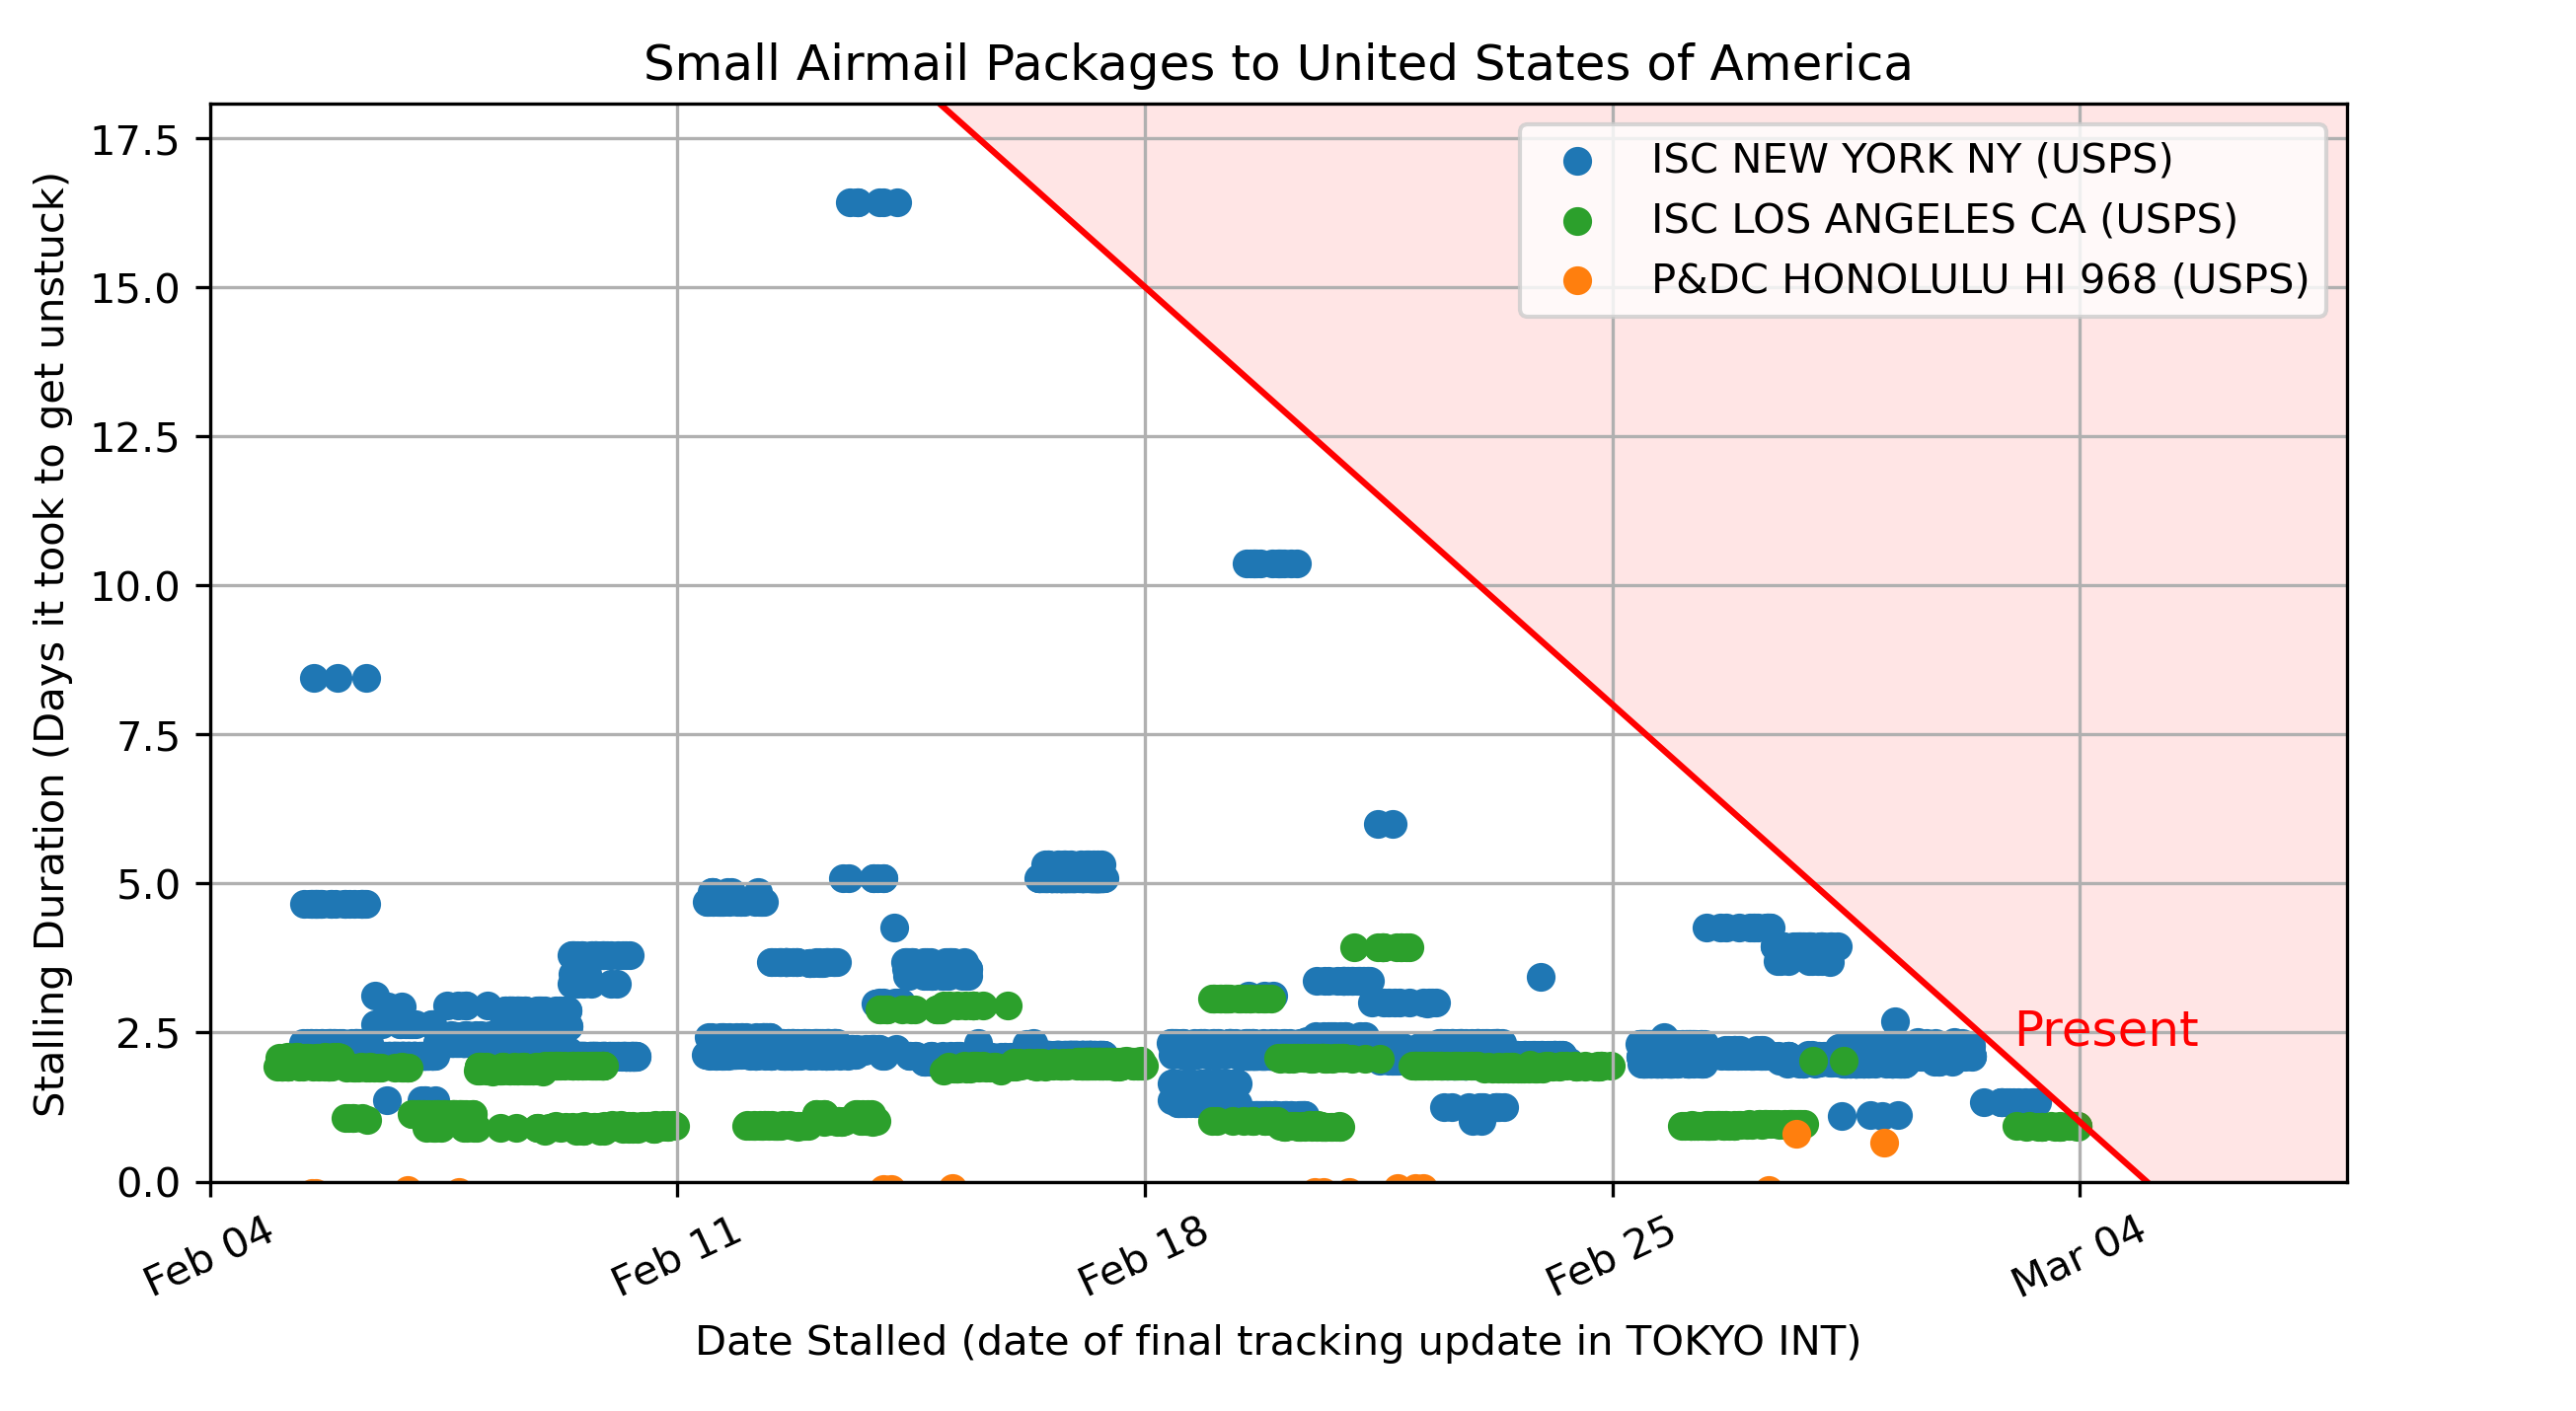 Small Airmail Packages to United States of America
Stalling Duration (Days it took to get unstuck)
17.5
15.0
12.5
10.0
7.5
5.0
2.5
0.0
ISC NEW YORK NY (USPS)
ISC LOS ANGELES CA (USPS)
P&DC HONOLULU HI 968 (USPS)
Present
Feb 04
Feb 11
Feb 18
Feb 25
Mar 04
Date Stalled (date of final tracking update in TOKYO INT)